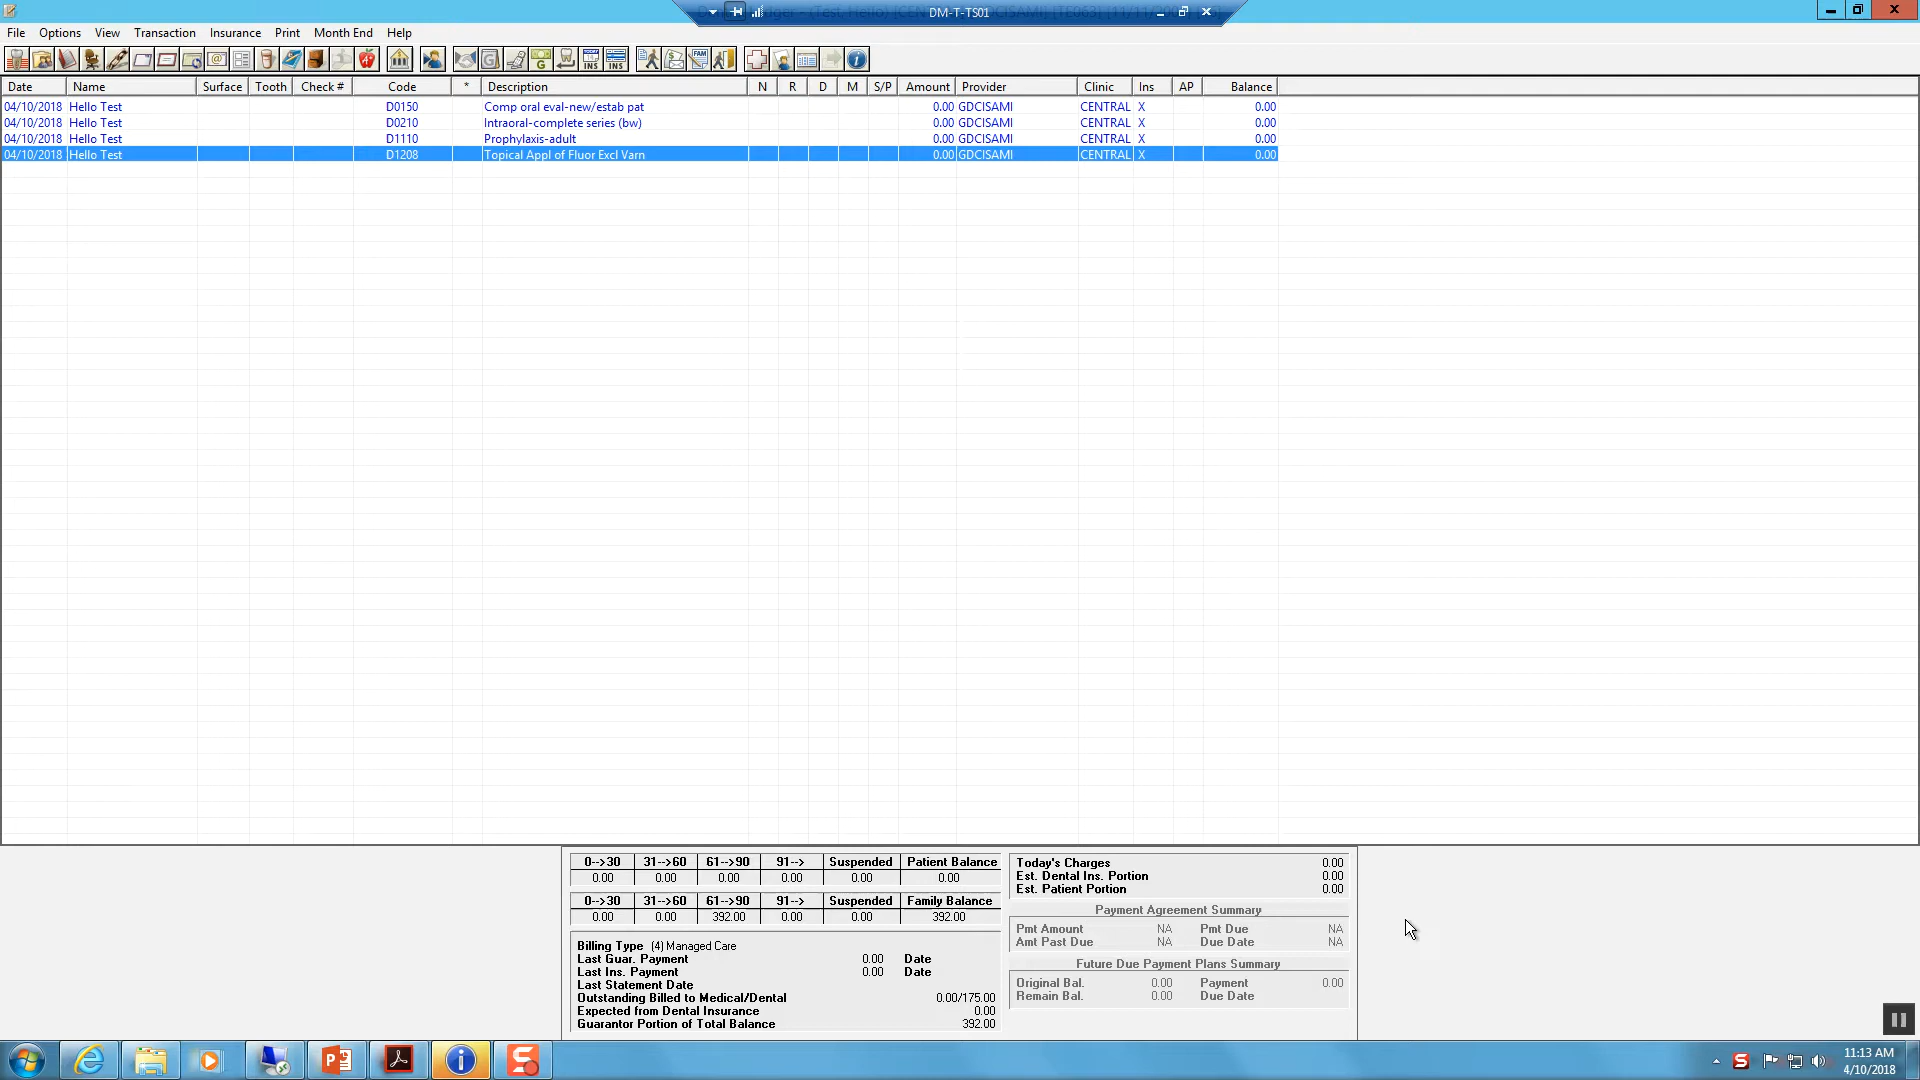 DM-T-TS01
File Options View Transaction Insurance Print Month End Help
Date Name Surface Tooth Check # Code * Description N R D M S/P Amount Provider Clinic Ins AP Balance
04/10/2018 Hello Test D0150 Comp oral eval-new/estab pat 0.00 GDCISAMI CENTRAL X 0.00
04/10/2018 Hello Test D0210 Intraoral-complete series (bw) 0.00 GDCISAMI CENTRAL X 0.00
04/10/2018 Hello Test D1110 Prophylaxis-adult 0.00 GDCISAMI CENTRAL X 0.00
04/10/2018 Hello Test D1208 Topical Appl of Fluor Excl Varn 0.00 GDCISAMI CENTRAL X 0.00
0-->30 31-->60 61-->90 91--> Suspended Patient Balance
0.00 0.00 0.00 0.00 0.00 0.00
0-->30 31-->60 61-->90 91--> Suspended Family Balance
0.00 0.00 392.00 0.00 0.00 392.00
Billing Type (4) Managed Care
Last Guar. Payment 0.00 Date
Last Ins. Payment 0.00 Date
Last Statement Date
Outstanding Billed to Medical/Dental 0.00/175.00
Expected from Dental Insurance 0.00
Guarantor Portion of Total Balance 392.00
Today's Charges 0.00
Est. Dental Ins. Portion 0.00
Est. Patient Portion 0.00
Payment Agreement Summary
Pmt Amount NA Pmt Due NA
Amt Past Due NA Due Date NA
Future Due Payment Plans Summary
Original Bal. 0.00 Payment 0.00
Remain Bal. 0.00 Due Date
11:13 AM
4/10/2018